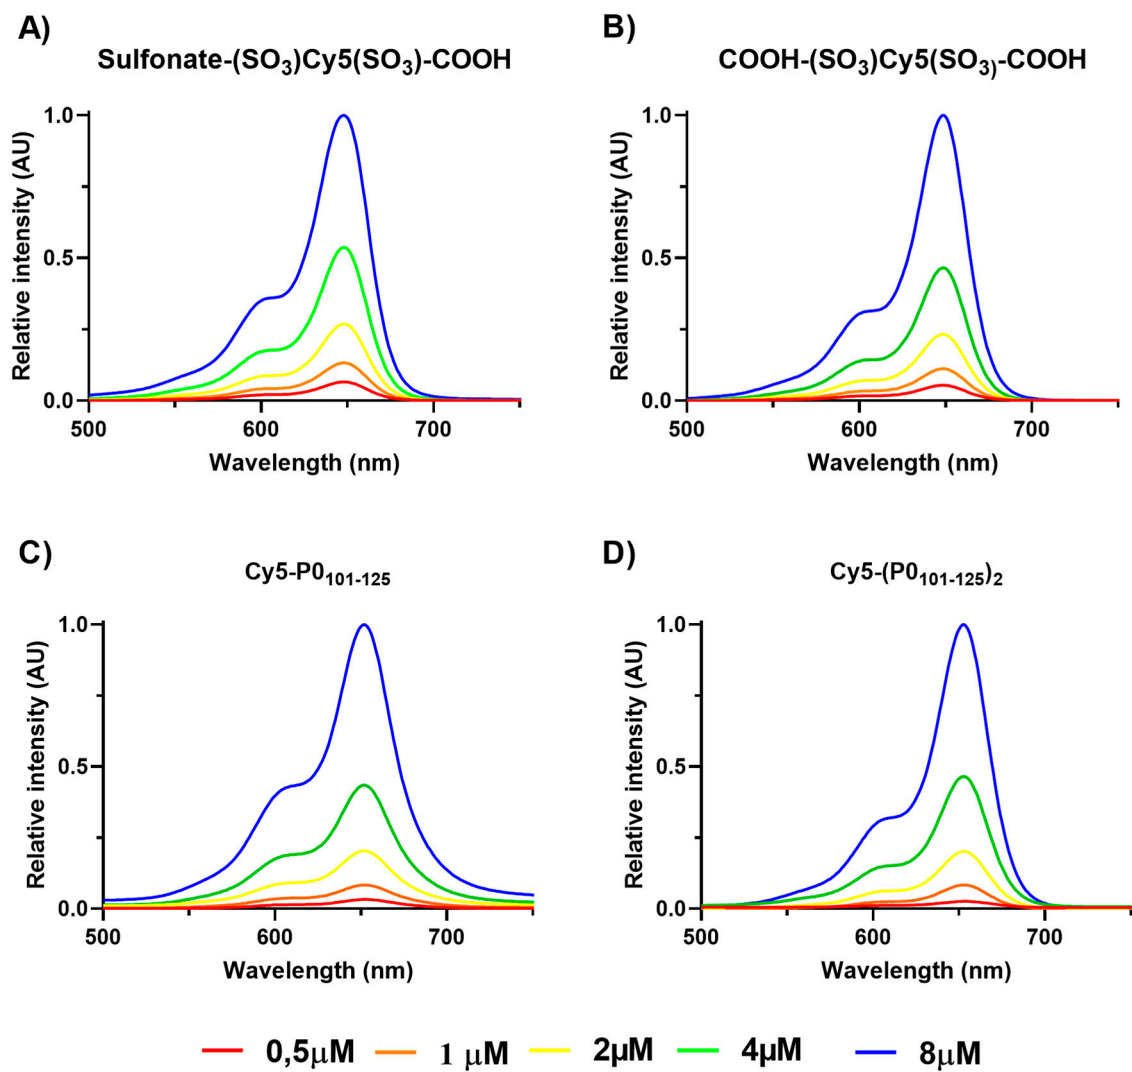 A)
Sulfonate-(SO₃)Cy5(SO₃)-COOH
Relative intensity (AU)
1.0
0.5
0.0
500 600 700
Wavelength (nm)
B)
COOH-(SO₃)Cy5(SO₃₎-COOH
Relative intensity (AU)
1.0
0.5
0.0
500 600 700
Wavelength (nm)
C)
Cy5-P0₁₀₁₋₁₂₅
Relative intensity (AU)
1.0
0.5
0.0
500 600 700
Wavelength (nm)
D)
Cy5-(P0₁₀₁₋₁₂₅)₂
Relative intensity (AU)
1.0
0.5
0.0
500 600 700
Wavelength (nm)
0,5μM 1 μM 2μM 4μM 8μM